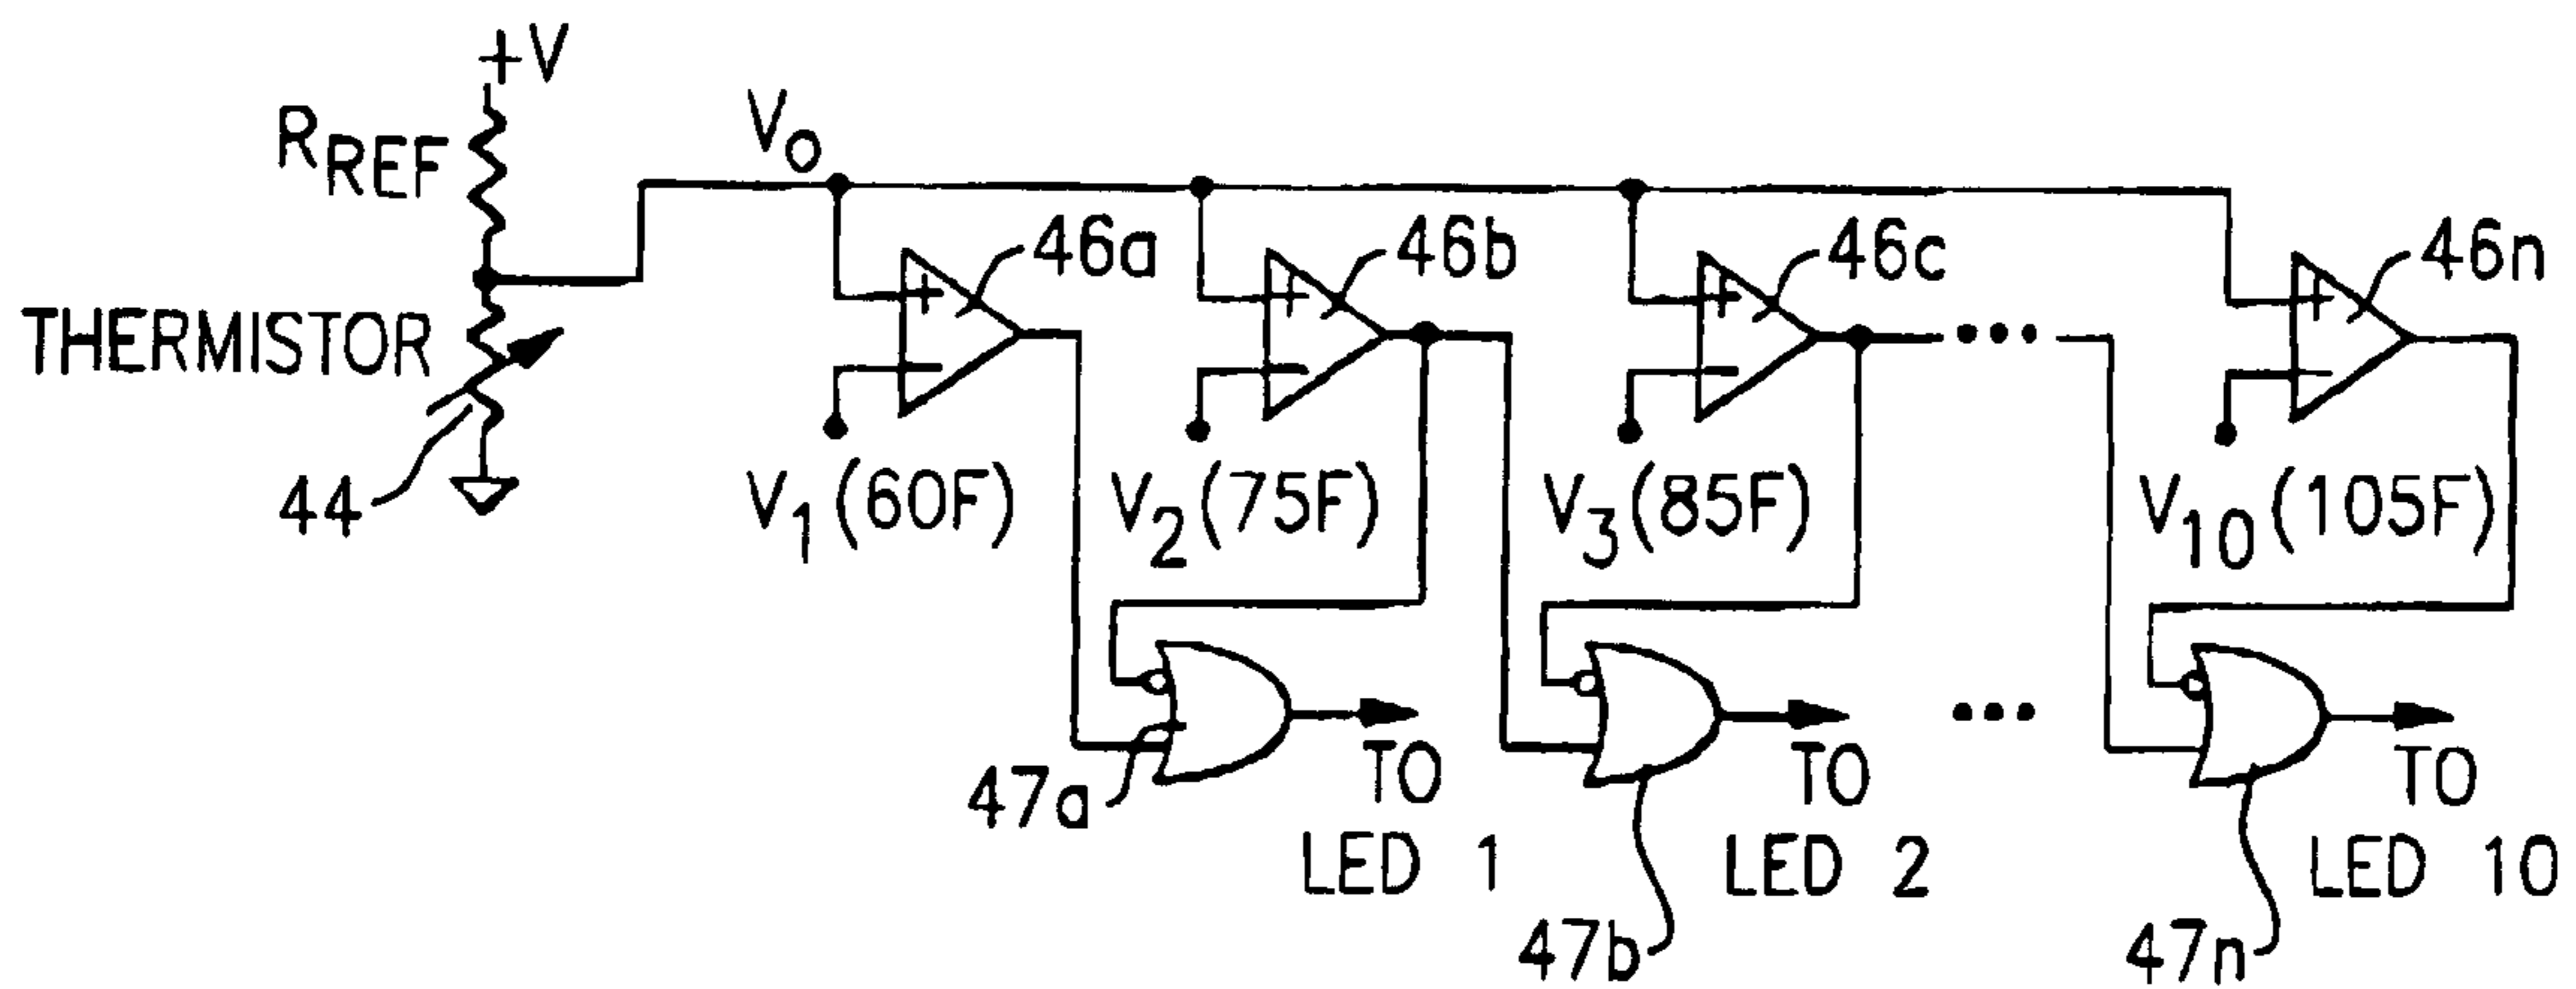 +V
R_REF
V_O
THERMISTOR
44
46a
46b
46c
46n
+
−
+
−
+
−
+
−
V_1 (60F)
V_2 (75F)
V_3 (85F)
V_10 (105F)
47a
TO
LED 1
47b
TO
LED 2
47n
TO
LED 10